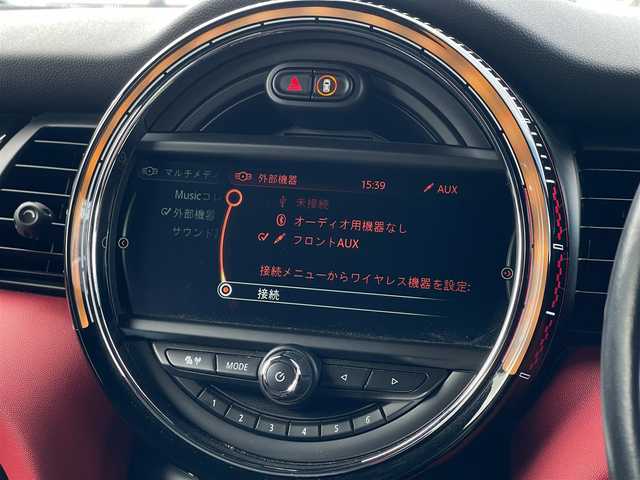 マルチメディ
外部機器
15:39
AUX
Musicコレ
外部機器
サウンド
未接続
オーディオ用機器なし
フロントAUX
接続メニューからワイヤレス機器を設定:
接続
MODE
1
2
3
4
5
6